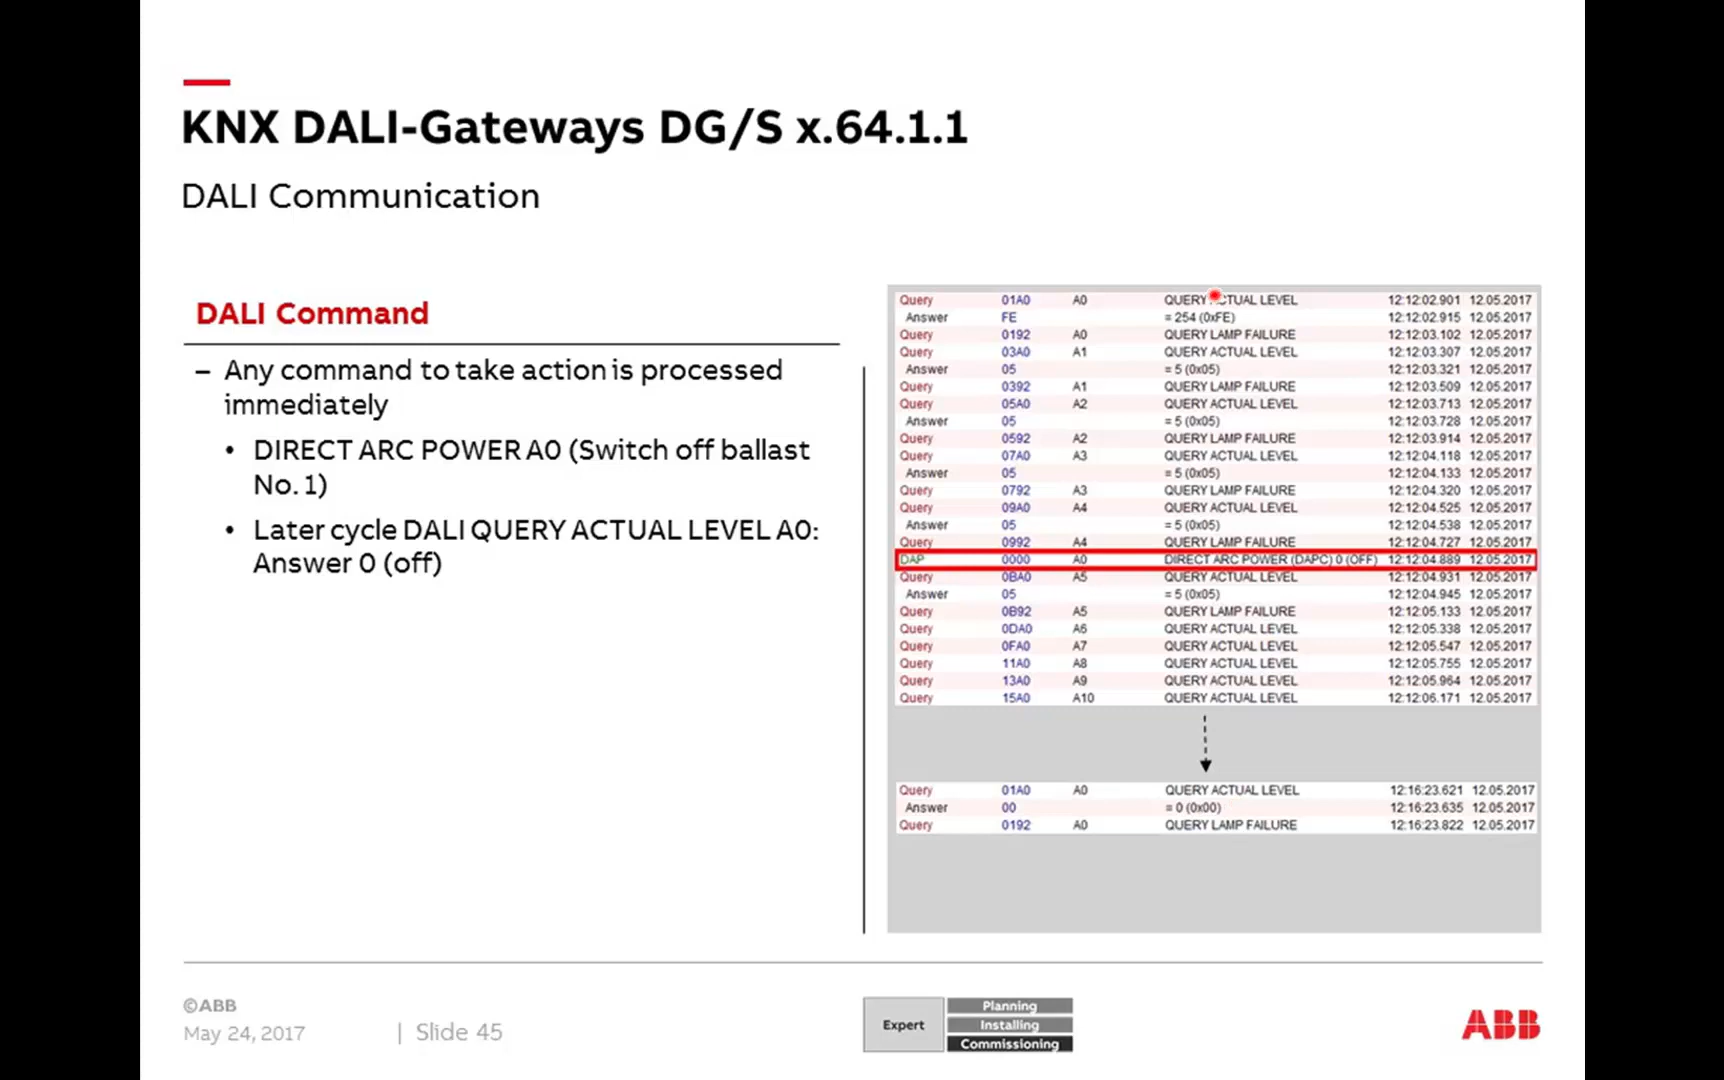 KNX DALI-Gateways DG/S x.64.1.1
DALI Communication
DALI Command
– Any command to take action is processed
immediately
• DIRECT ARC POWER A0 (Switch off ballast
No. 1)
• Later cycle DALI QUERY ACTUAL LEVEL A0:
Answer 0 (off)
Query 01A0 A0 QUERY ACTUAL LEVEL 12:12:02.901 12.05.2017
Answer FE = 254 (0xFE) 12:12:02.915 12.05.2017
Query 0192 A0 QUERY LAMP FAILURE 12:12:03.102 12.05.2017
Query 03A0 A1 QUERY ACTUAL LEVEL 12:12:03.307 12.05.2017
Answer 05 = 5 (0x05) 12:12:03.321 12.05.2017
Query 0392 A1 QUERY LAMP FAILURE 12:12:03.509 12.05.2017
Query 05A0 A2 QUERY ACTUAL LEVEL 12:12:03.713 12.05.2017
Answer 05 = 5 (0x05) 12:12:03.728 12.05.2017
Query 0592 A2 QUERY LAMP FAILURE 12:12:03.914 12.05.2017
Query 07A0 A3 QUERY ACTUAL LEVEL 12:12:04.118 12.05.2017
Answer 05 = 5 (0x05) 12:12:04.133 12.05.2017
Query 0792 A3 QUERY LAMP FAILURE 12:12:04.320 12.05.2017
Query 09A0 A4 QUERY ACTUAL LEVEL 12:12:04.525 12.05.2017
Answer 05 = 5 (0x05) 12:12:04.538 12.05.2017
Query 0992 A4 QUERY LAMP FAILURE 12:12:04.727 12.05.2017
DAP 0000 A0 DIRECT ARC POWER (DAPC) 0 (OFF) 12:12:04.889 12.05.2017
Query 0BA0 A5 QUERY ACTUAL LEVEL 12:12:04.931 12.05.2017
Answer 05 = 5 (0x05) 12:12:04.945 12.05.2017
Query 0B92 A5 QUERY LAMP FAILURE 12:12:05.133 12.05.2017
Query 0DA0 A6 QUERY ACTUAL LEVEL 12:12:05.338 12.05.2017
Query 0FA0 A7 QUERY ACTUAL LEVEL 12:12:05.547 12.05.2017
Query 11A0 A8 QUERY ACTUAL LEVEL 12:12:05.755 12.05.2017
Query 13A0 A9 QUERY ACTUAL LEVEL 12:12:05.964 12.05.2017
Query 15A0 A10 QUERY ACTUAL LEVEL 12:12:06.171 12.05.2017
Query 01A0 A0 QUERY ACTUAL LEVEL 12:16:23.621 12.05.2017
Answer 00 = 0 (0x00) 12:16:23.635 12.05.2017
Query 0192 A0 QUERY LAMP FAILURE 12:16:23.822 12.05.2017
©ABB
May 24, 2017 | Slide 45
Expert
Planning
Installing
Commissioning
ABB